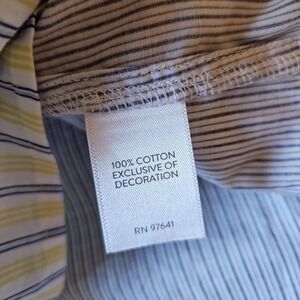 100% COTTON
EXCLUSIVE OF
DECORATION
RN 97641